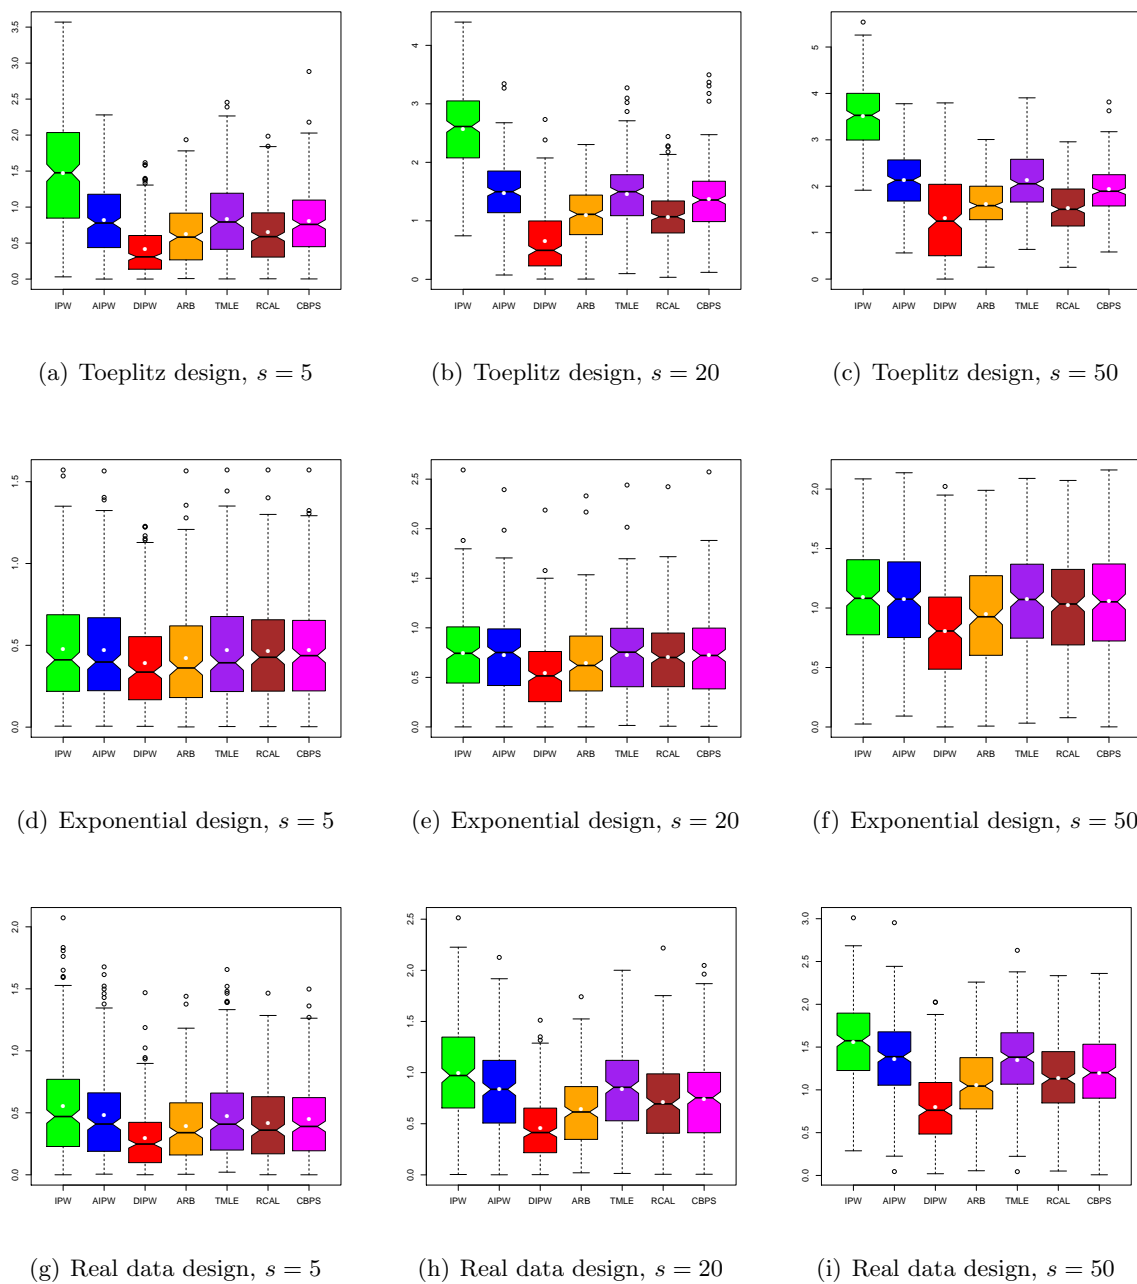 3.5
3.0
2.5
2.0
1.5
1.0
0.5
0.0
IPW AIPW DIPW ARB TMLE RCAL CBPS
4
3
2
1
0
IPW AIPW DIPW ARB TMLE RCAL CBPS
5
4
3
2
1
0
IPW AIPW DIPW ARB TMLE RCAL CBPS
(a) Toeplitz design, s = 5
(b) Toeplitz design, s = 20
(c) Toeplitz design, s = 50
1.5
1.0
0.5
0.0
IPW AIPW DIPW ARB TMLE RCAL CBPS
2.5
2.0
1.5
1.0
0.5
0.0
IPW AIPW DIPW ARB TMLE RCAL CBPS
2.0
1.5
1.0
0.5
0.0
IPW AIPW DIPW ARB TMLE RCAL CBPS
(d) Exponential design, s = 5
(e) Exponential design, s = 20
(f) Exponential design, s = 50
2.0
1.5
1.0
0.5
0.0
IPW AIPW DIPW ARB TMLE RCAL CBPS
2.5
2.0
1.5
1.0
0.5
0.0
IPW AIPW DIPW ARB TMLE RCAL CBPS
3.0
2.5
2.0
1.5
1.0
0.5
0.0
IPW AIPW DIPW ARB TMLE RCAL CBPS
(g) Real data design, s = 5
(h) Real data design, s = 20
(i) Real data design, s = 50